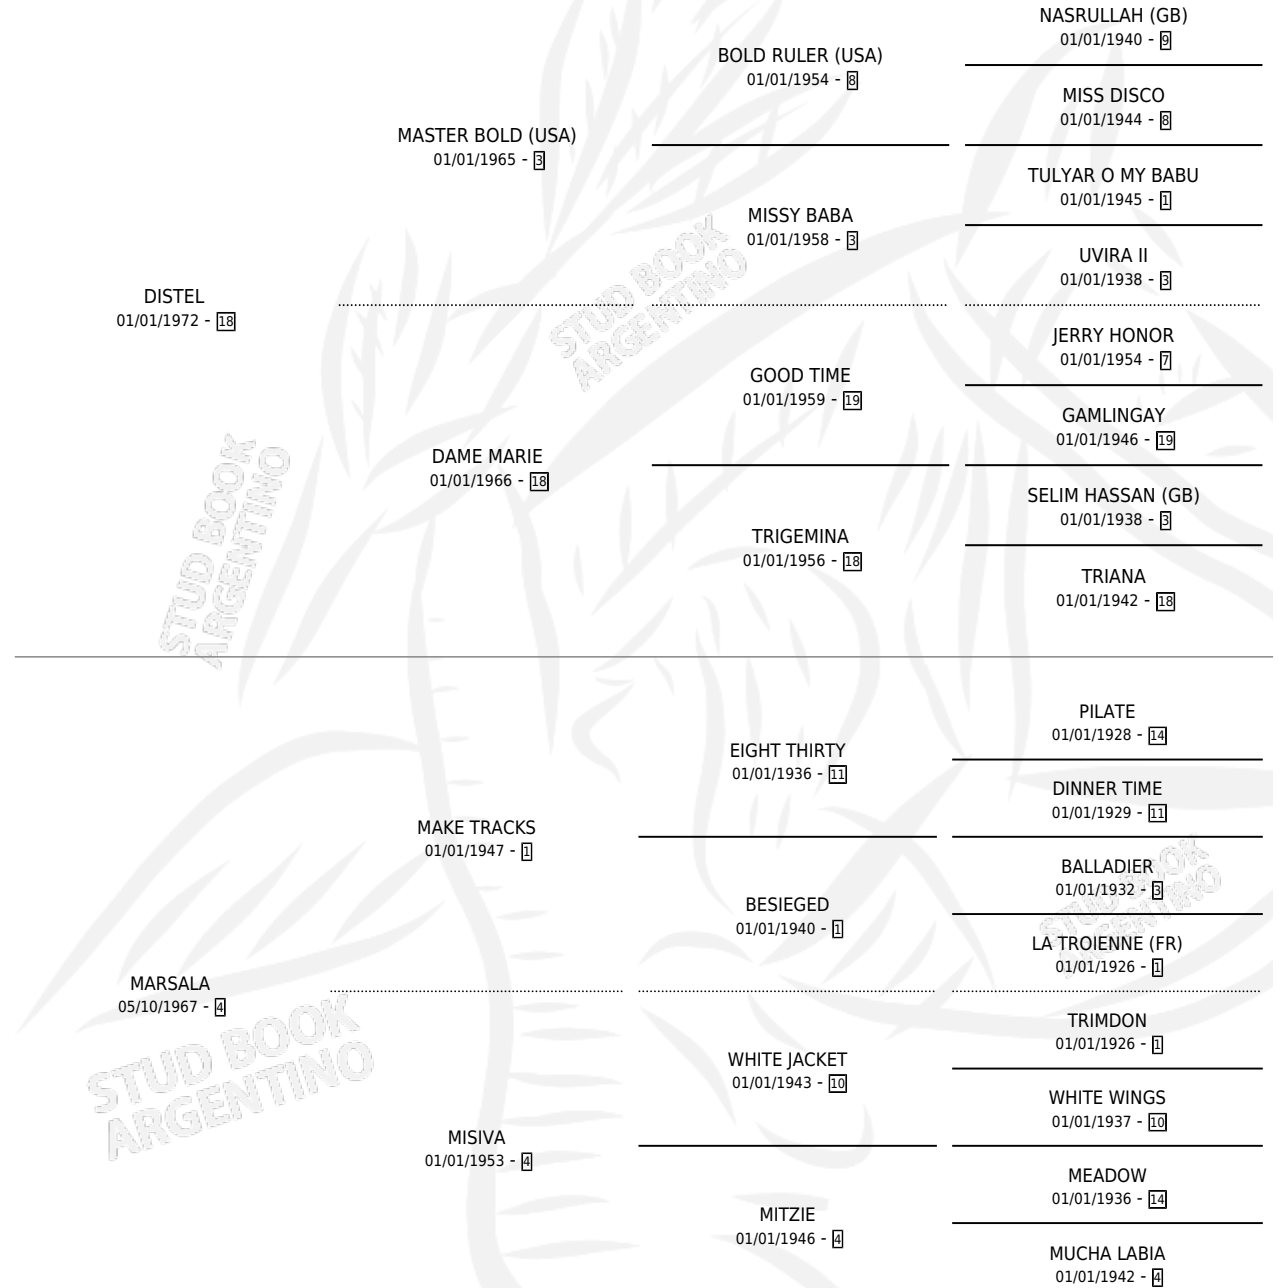 NASRULLAH (GB)
01/01/1940 - 9
BOLD RULER (USA)
01/01/1954 - 8
MISS DISCO
01/01/1944 - 8
MASTER BOLD (USA)
01/01/1965 - 3
TULYAR O MY BABU
01/01/1945 - 1
MISSY BABA
01/01/1958 - 3
UVIRA II
01/01/1938 - 3
DISTEL
01/01/1972 - 18
JERRY HONOR
01/01/1954 - 7
GOOD TIME
01/01/1959 - 19
GAMLINGAY
01/01/1946 - 19
DAME MARIE
01/01/1966 - 18
SELIM HASSAN (GB)
01/01/1938 - 3
TRIGEMINA
01/01/1956 - 18
TRIANA
01/01/1942 - 18
STUD BOOK
ARGENTINO
STUD BOOK
ARGENTINO
PILATE
01/01/1928 - 14
EIGHT THIRTY
01/01/1936 - 11
DINNER TIME
01/01/1929 - 11
MAKE TRACKS
01/01/1947 - 1
BALLADIER
01/01/1932 - 3
BESIEGED
01/01/1940 - 1
LA TROIENNE (FR)
01/01/1926 - 1
MARSALA
05/10/1967 - 4
TRIMDON
01/01/1926 - 1
WHITE JACKET
01/01/1943 - 10
WHITE WINGS
01/01/1937 - 10
MISIVA
01/01/1953 - 4
MEADOW
01/01/1936 - 14
MITZIE
01/01/1946 - 4
MUCHA LABIA
01/01/1942 - 4
STUD BOOK
ARGENTINO
STUD BOOK
ARGENTINO